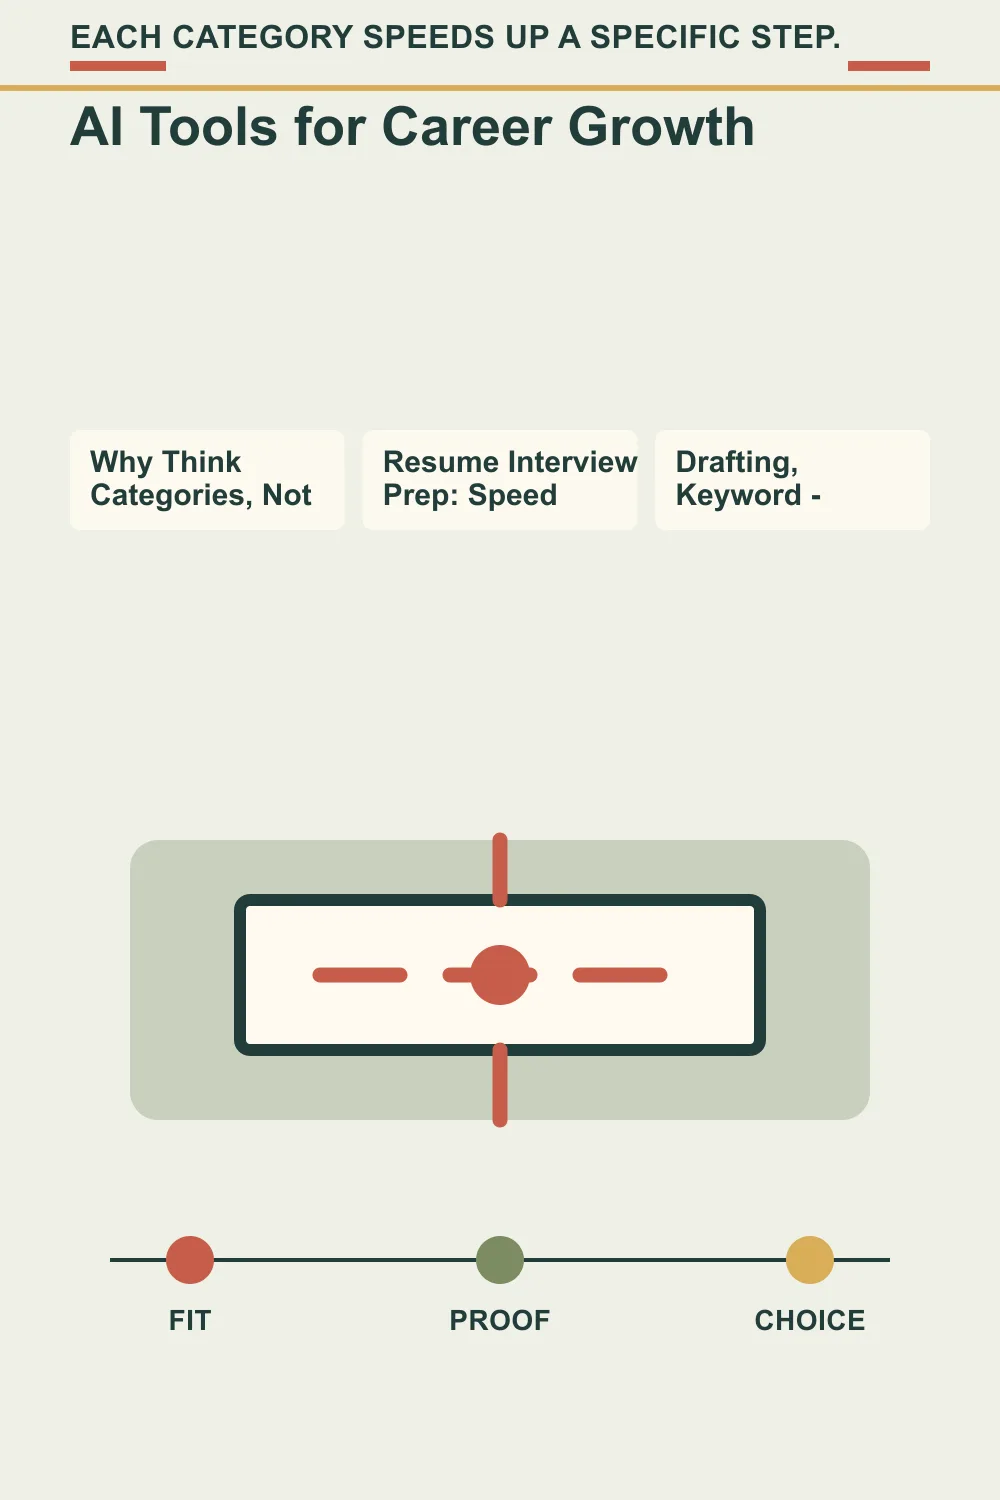 EACH CATEGORY SPEEDS UP A SPECIFIC STEP.
AI Tools for Career Growth
Why Think
Categories, Not
Resume Interview
Prep: Speed
Drafting,
Keyword -
FIT
PROOF
CHOICE